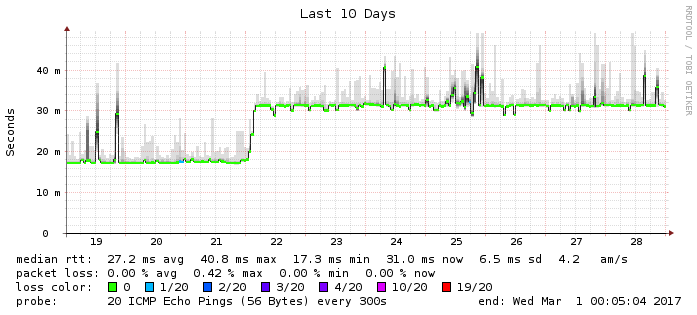 Last 10 Days
RRDTOOL / TOBI OETIKER
Seconds
40 m
30 m
20 m
10 m
0
19 20 21 22 23 24 25 26 27 28
median rtt: 27.2 ms avg 40.8 ms max 17.3 ms min 31.0 ms now 6.5 ms sd 4.2 am/s
packet loss: 0.00 % avg 0.42 % max 0.00 % min 0.00 % now
loss color: 0 1/20 2/20 3/20 4/20 10/20 19/20
probe: 20 ICMP Echo Pings (56 Bytes) every 300s end: Wed Mar 1 00:05:04 2017